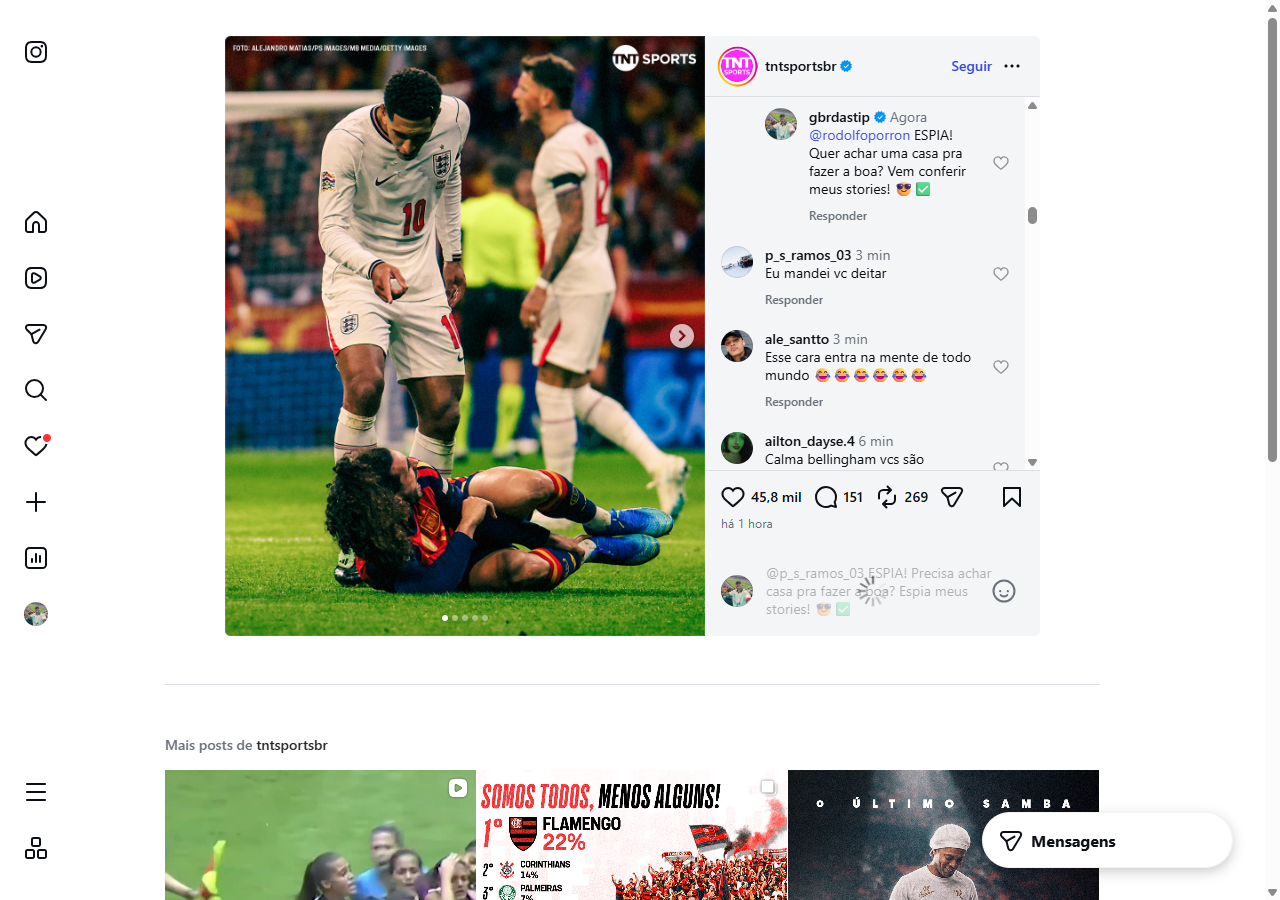 FOTO: ALEJANDRO MATIAS/PS IMAGES/MB MEDIA/GETTY IMAGES
TNT SPORTS
10
TNT SPORTS
tntsportsbr
Seguir
gbrdastip Agora
@rodolfoporron ESPIA!
Quer achar uma casa pra
fazer a boa? Vem conferir
meus stories! 😎 ✅
Responder
p_s_ramos_03 3 min
Eu mandei vc deitar
Responder
ale_santto 3 min
Esse cara entra na mente de todo
mundo 😂 😂 😂 😂 😂 😂
Responder
ailton_dayse.4 6 min
Calma bellingham vcs são
45,8 mil 151 269
há 1 hora
@p_s_ramos_03 ESPIA! Precisa achar
casa pra fazer a boa? Espia meus
stories! 😎 ✅
Mais posts de tntsportsbr
SOMOS TODOS, MENOS ALGUNS!
1º FLAMENGO
22%
2º CORINTHIANS
14%
3º PALMEIRAS
7%
O ÚLTIMO SAMBA
Mensagens